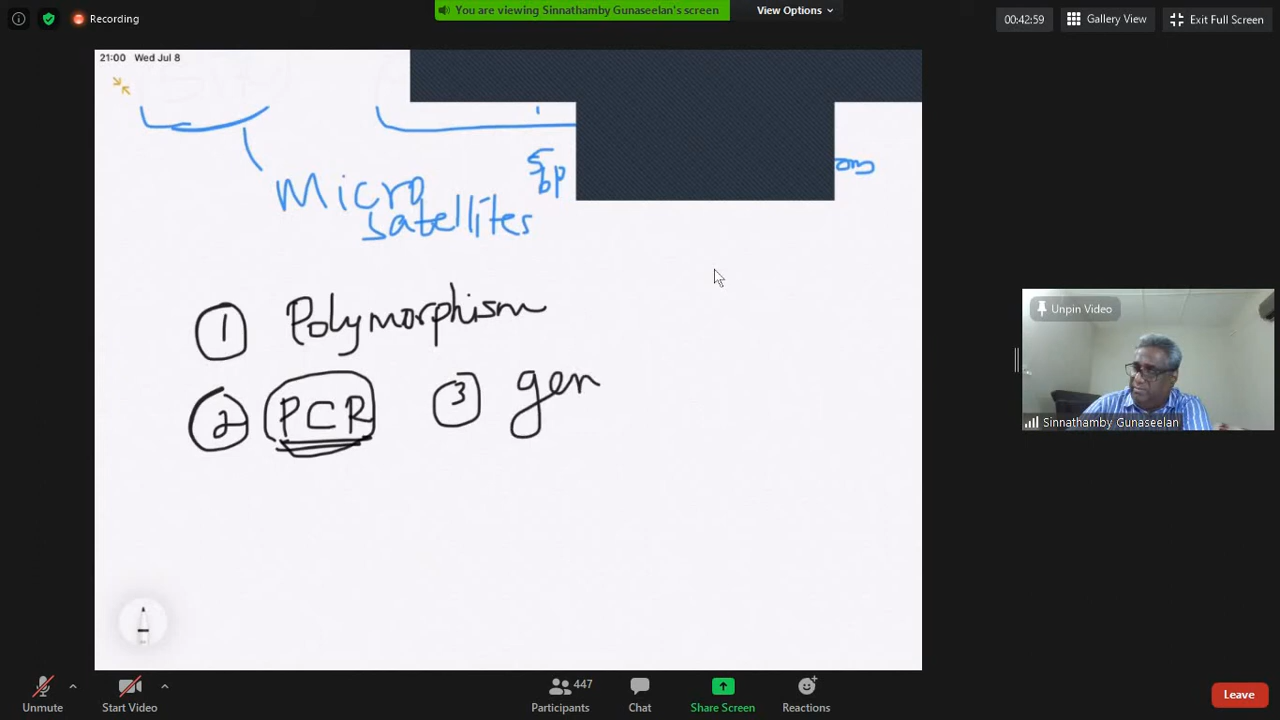 Recording
You are viewing Sinnathamby Gunaseelan's screen
View Options
00:42:59
Gallery View
Exit Full Screen
21:00 Wed Jul 8
5
bp
Micro
satellites
1 Polymorphism
2 PCR 3 gen
Unpin Video
Sinnathamby Gunaseelan
Unmute
Start Video
447
Participants
Chat
Share Screen
Reactions
Leave